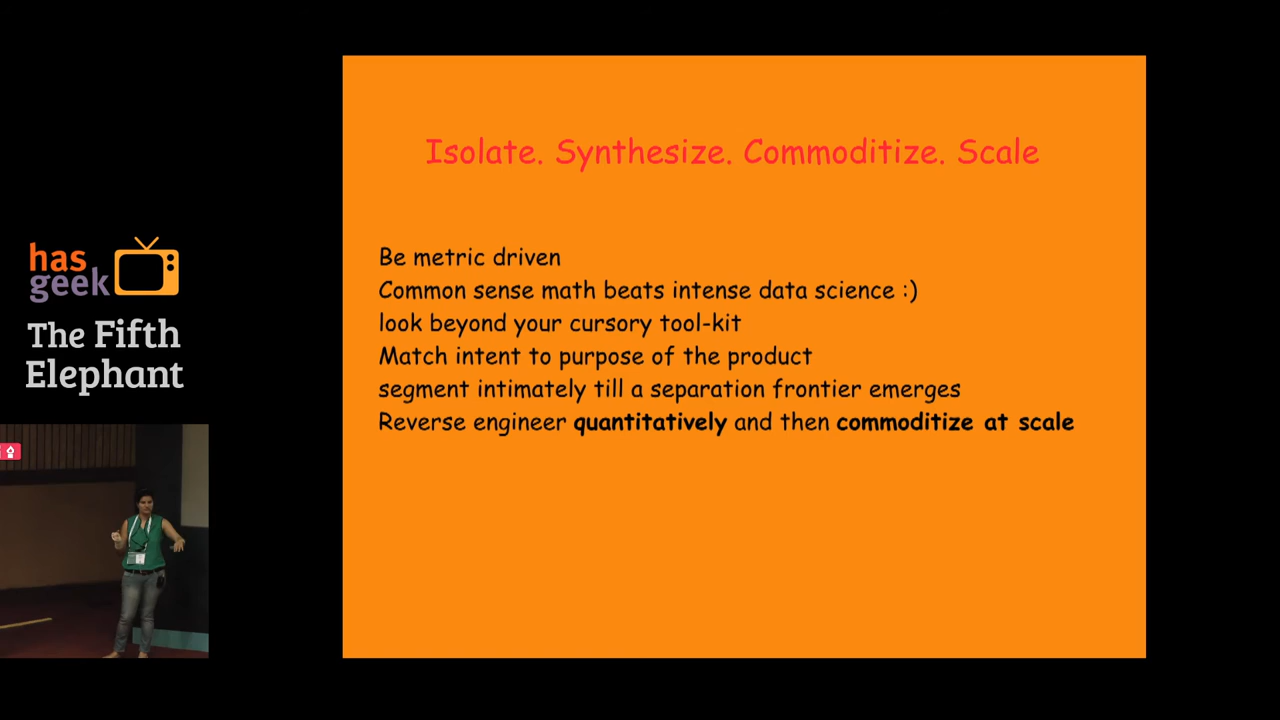 Isolate. Synthesize. Commoditize. Scale
Be metric driven
Common sense math beats intense data science :)
look beyond your cursory tool-kit
Match intent to purpose of the product
segment intimately till a separation frontier emerges
Reverse engineer quantitatively and then commoditize at scale
has
geek
The Fifth
Elephant